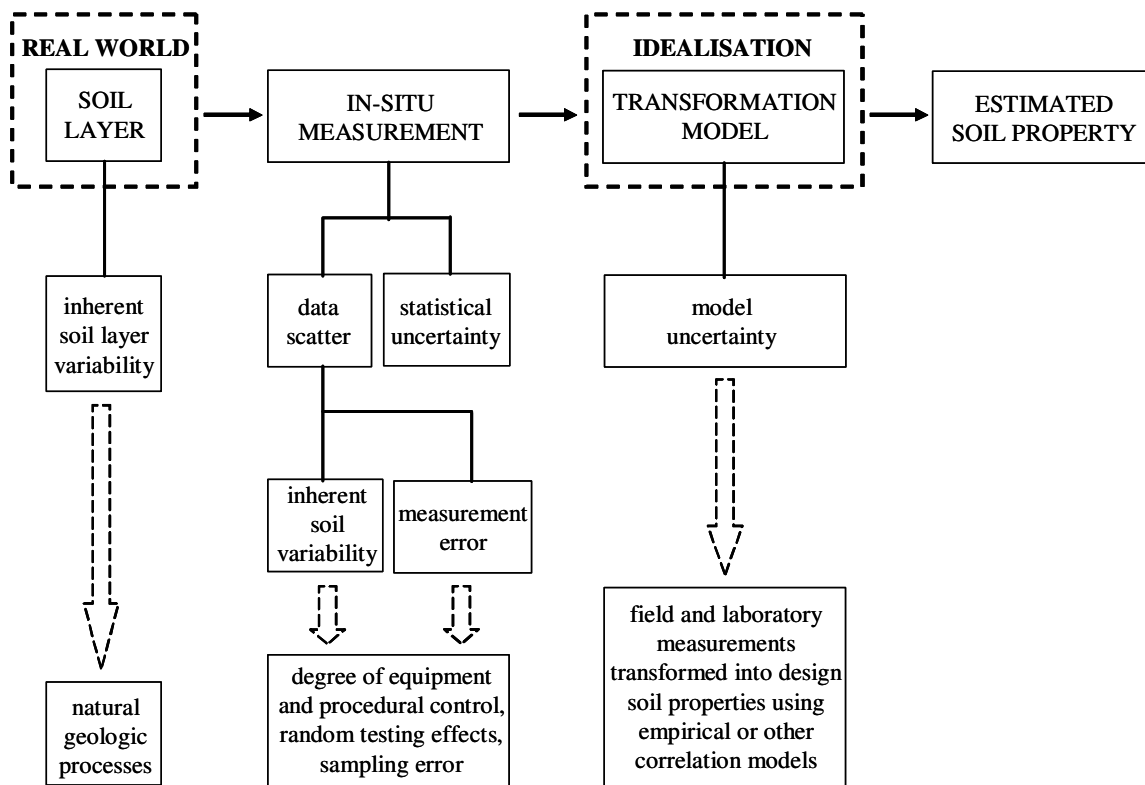 REAL WORLD
SOIL
LAYER
IN-SITU
MEASUREMENT
IDEALISATION
TRANSFORMATION
MODEL
ESTIMATED
SOIL PROPERTY
inherent
soil layer
variability
data
scatter
statistical
uncertainty
model
uncertainty
inherent
soil
variability
measurement
error
natural
geologic
processes
degree of equipment
and procedural control,
random testing effects,
sampling error
field and laboratory
measurements
transformed into design
soil properties using
empirical or other
correlation models